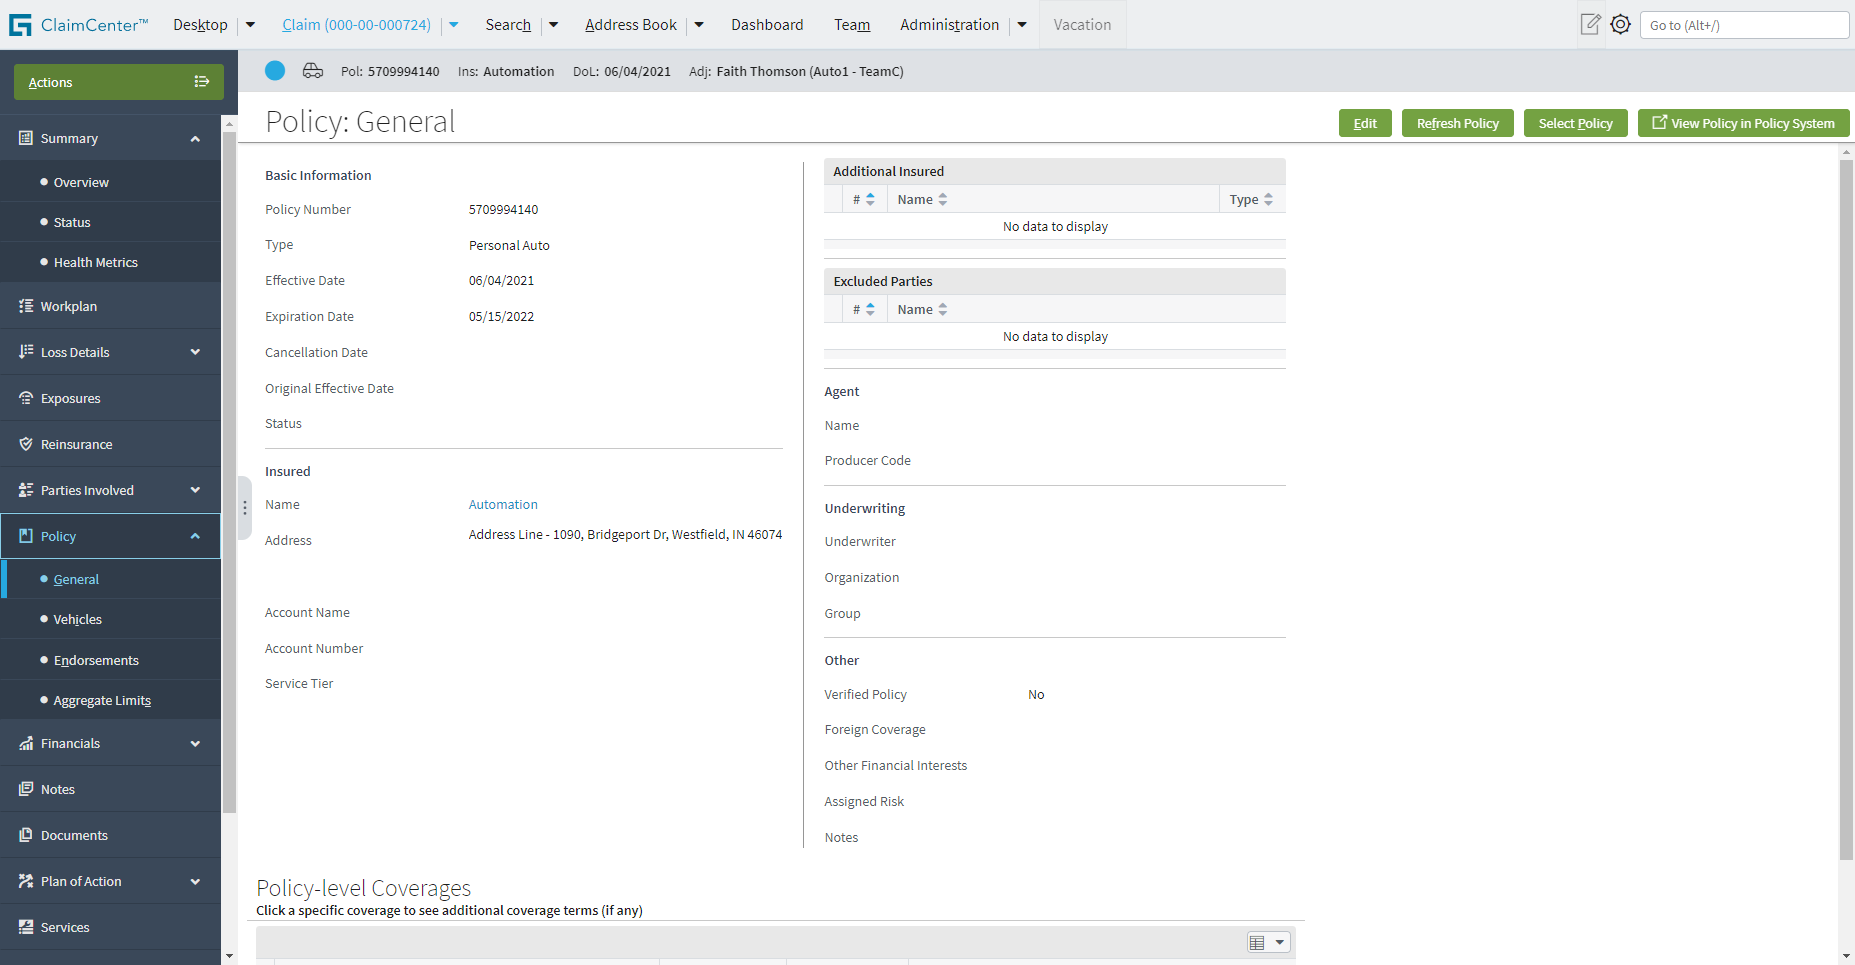 ClaimCenter™ Desktop Claim (000-00-000724) Search Address Book Dashboard Team Administration Vacation Go to (Alt+/)
Actions
Pol: 5709994140 Ins: Automation DoL: 06/04/2021 Adj: Faith Thomson (Auto1 - TeamC)
Summary
Overview
Status
Health Metrics
Workplan
Loss Details
Exposures
Reinsurance
Parties Involved
Policy
General
Vehicles
Endorsements
Aggregate Limits
Financials
Notes
Documents
Plan of Action
Services
Policy: General
Edit Refresh Policy Select Policy View Policy in Policy System
Basic Information
Policy Number 5709994140
Type Personal Auto
Effective Date 06/04/2021
Expiration Date 05/15/2022
Cancellation Date
Original Effective Date
Status
Insured
Name Automation
Address Address Line - 1090, Bridgeport Dr, Westfield, IN 46074
Account Name
Account Number
Service Tier
Additional Insured
# Name Type
No data to display
Excluded Parties
# Name
No data to display
Agent
Name
Producer Code
Underwriting
Underwriter
Organization
Group
Other
Verified Policy No
Foreign Coverage
Other Financial Interests
Assigned Risk
Notes
Policy-level Coverages
Click a specific coverage to see additional coverage terms (if any)